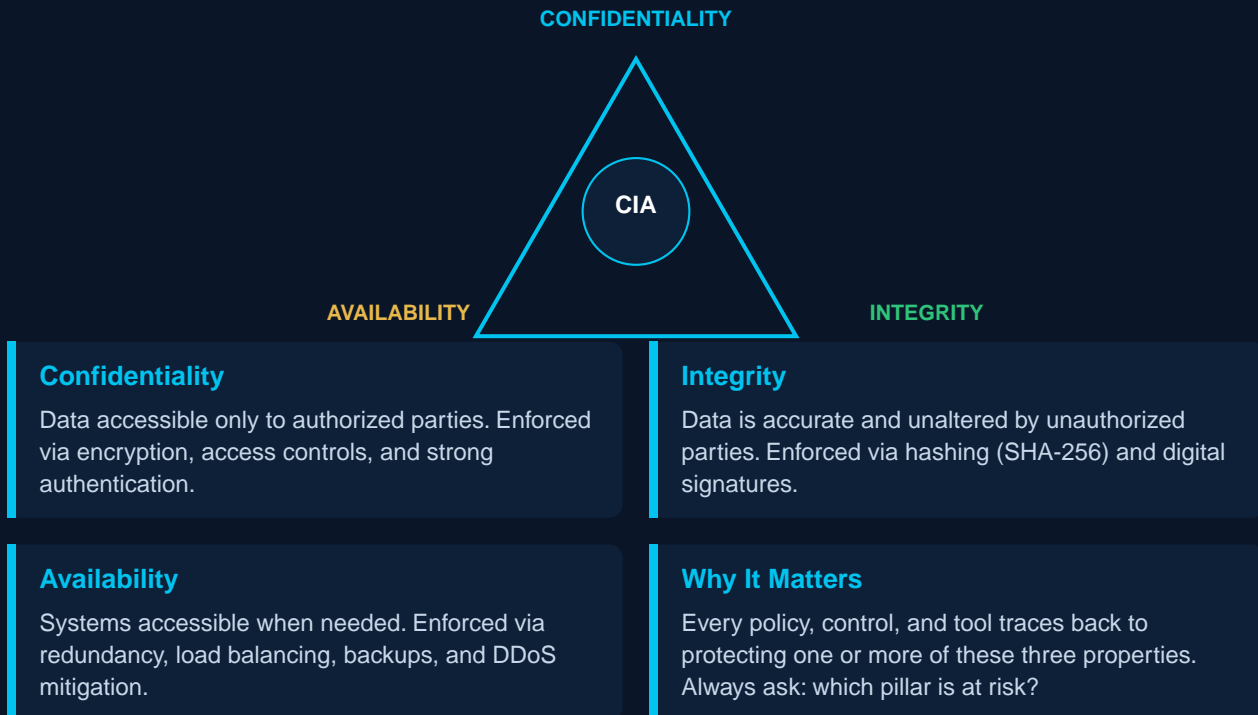 CONFIDENTIALITY
CIA
AVAILABILITY
INTEGRITY
Confidentiality
Data accessible only to authorized parties. Enforced
via encryption, access controls, and strong
authentication.
Integrity
Data is accurate and unaltered by unauthorized
parties. Enforced via hashing (SHA-256) and digital
signatures.
Availability
Systems accessible when needed. Enforced via
redundancy, load balancing, backups, and DDoS
mitigation.
Why It Matters
Every policy, control, and tool traces back to
protecting one or more of these three properties.
Always ask: which pillar is at risk?